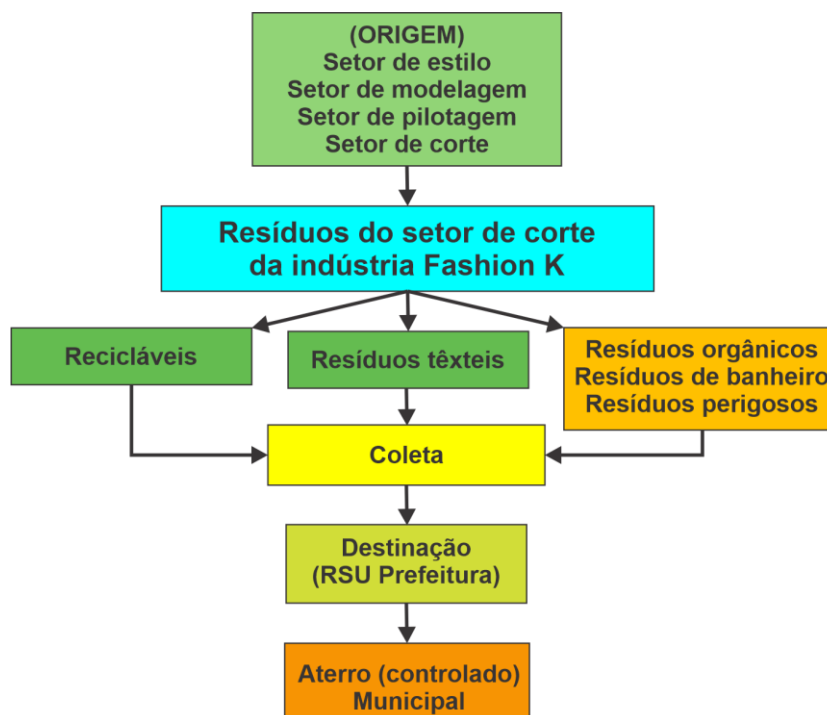 (ORIGEM)
Setor de estilo
Setor de modelagem
Setor de pilotagem
Setor de corte
Resíduos do setor de corte
da indústria Fashion K
Recicláveis
Resíduos têxteis
Resíduos orgânicos
Resíduos de banheiro
Resíduos perigosos
Coleta
Destinação
(RSU Prefeitura)
Aterro (controlado)
Municipal